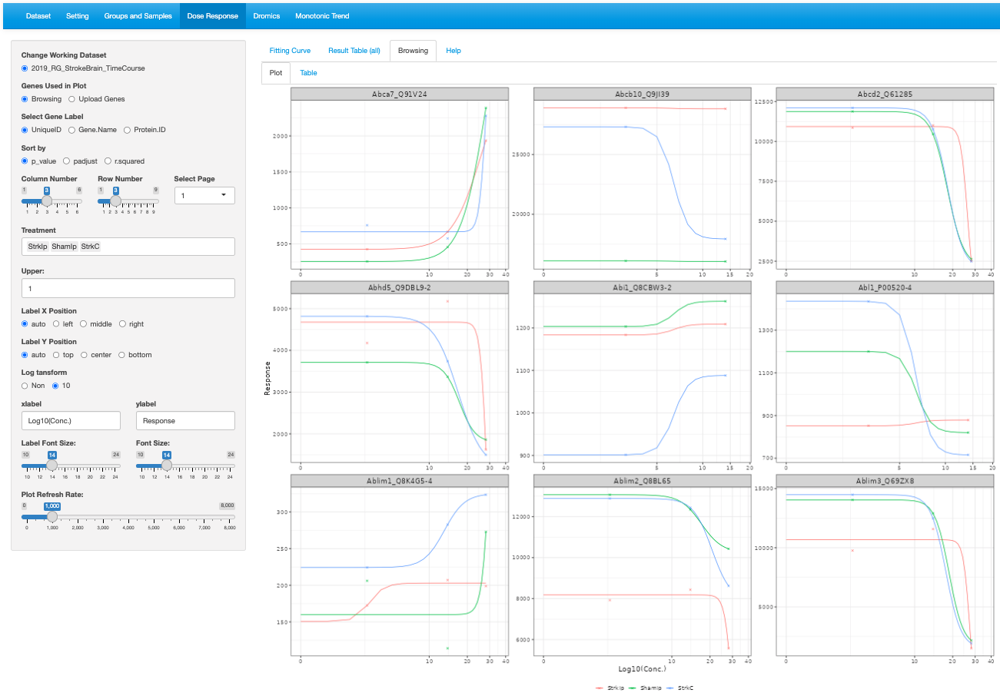 Dataset Setting Groups and Samples Dose Response Dromics Monotonic Trend
Change Working Dataset
2019_RG_StrokeBrain_TimeCourse
Genes Used in Plot
Browsing Upload Genes
Select Gene Label
UniqueID Gene.Name Protein.ID
Sort by
p_value padjust r.squared
Column Number Row Number Select Page
1 3 6 1 3 9
1
1 2 3 4 5 6 1 2 3 4 5 6 7 8 9
Treatment
StrkIp ShamIp StrkC
Upper:
1
Label X Position
auto left middle right
Label Y Position
auto top center bottom
Log tansform
Non 10
xlabel ylabel
Log10(Conc.) Response
Label Font Size: Font Size:
10 14 24 10 14 24
10 12 14 16 18 20 22 24 10 12 14 16 18 20 22 24
Plot Refresh Rate:
0 1,000 8,000
0 1,000 2,000 3,000 4,000 5,000 6,000 7,000 8,000
Fitting Curve Result Table (all) Browsing Help
Plot Table
Abca7_Q91V24 Abcb10_Q9JI39 Abcd2_Q61285
2000
1500
1000
500
0 10 20 30 40
25000
20000
0 5 10 15 20
12500
10000
7500
5000
2500
0 10 20 30 40
Abhd5_Q9DBL9-2 Abi1_Q8CBW3-2 Abl1_P00520-4
5000
4000
3000
2000
0 10 20 30 40
1200
1100
1000
900
0 5 10 15 20
1300
1100
900
700
0 5 10 15 20
Response
Ablim1_Q8K4G5-4 Ablim2_Q8BL65 Ablim3_Q69ZX8
300
250
200
150
0 10 20 30 40
12000
10000
8000
6000
0 10 20 30 40
15000
10000
5000
0 10 20 30 40
Log10(Conc.)
StrkIp ShamIp StrkC